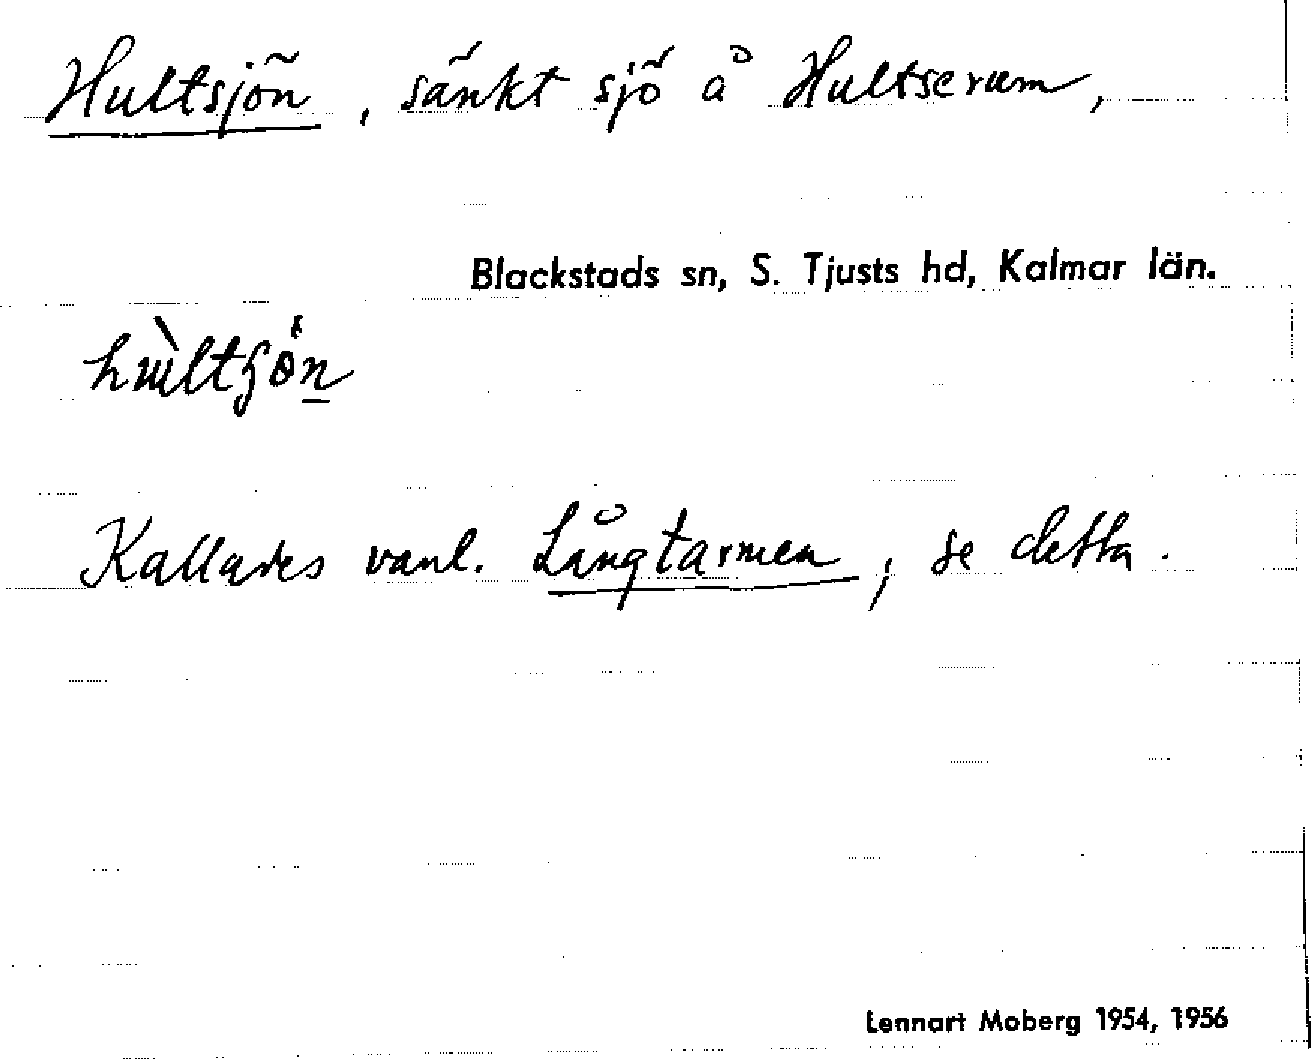 Hultsjön, sänkt sjö å Hultserum,
Blackstads sn, S. Tjusts hd, Kalmar län.
Kallades vanl. Långtarmen, se detta.
Lennart Moberg 1954, 1956